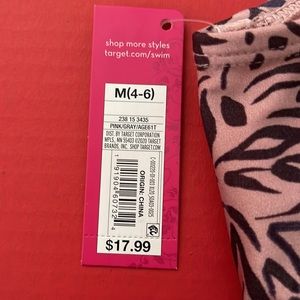 shop more styles
target.com/swim
M(4-6)
238 15 3435
PINK/GRAY/AGE61T
DIST. BY TARGET CORPORATION
MPLS, MN 55403 ©2020 TARGET
BRANDS, INC. SHOP TARGET.COM
ORIGIN: CHINA
$17.99